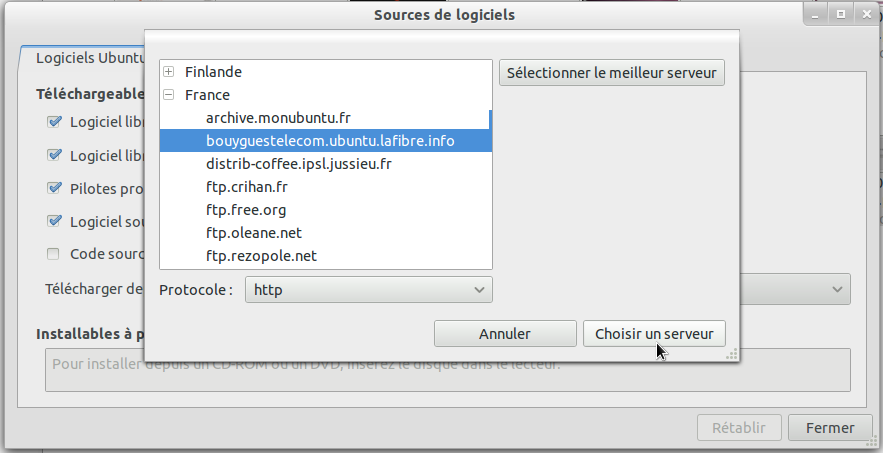 Sources de logiciels
Logiciels Ubuntu
Téléchargeable
Logiciel lib
Logiciel lib
Pilotes pro
Logiciel sou
Code sourc
Télécharger de
Installables à p
Pour installer depuis un CD-ROM ou un DVD, insérez le disque dans le lecteur.
Rétablir
Fermer
Finlande
France
archive.monubuntu.fr
bouyguestelecom.ubuntu.lafibre.info
distrib-coffee.ipsl.jussieu.fr
ftp.crihan.fr
ftp.free.org
ftp.oleane.net
ftp.rezopole.net
Sélectionner le meilleur serveur
Protocole : http
Annuler
Choisir un serveur